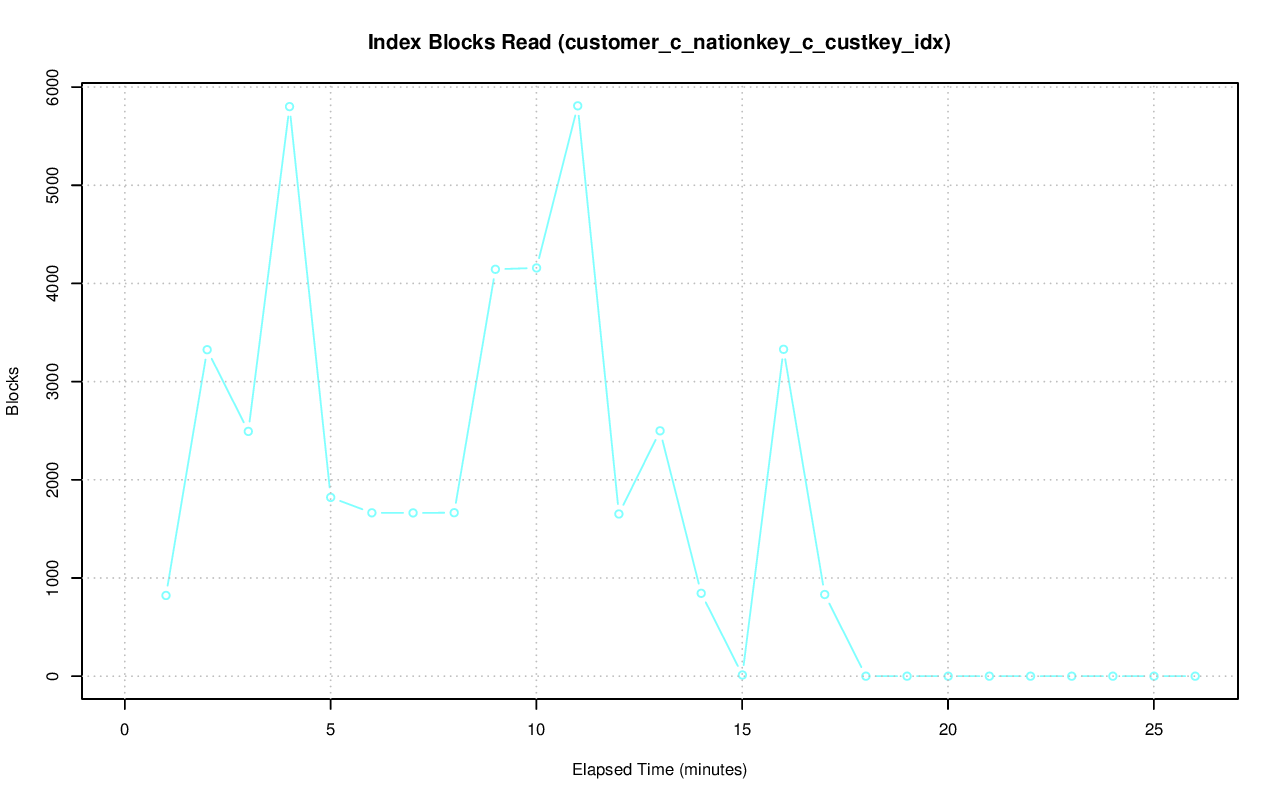 Index Blocks Read (customer_c_nationkey_c_custkey_idx)
6000
5000
4000
3000
2000
1000
0
Blocks
0 5 10 15 20 25
Elapsed Time (minutes)